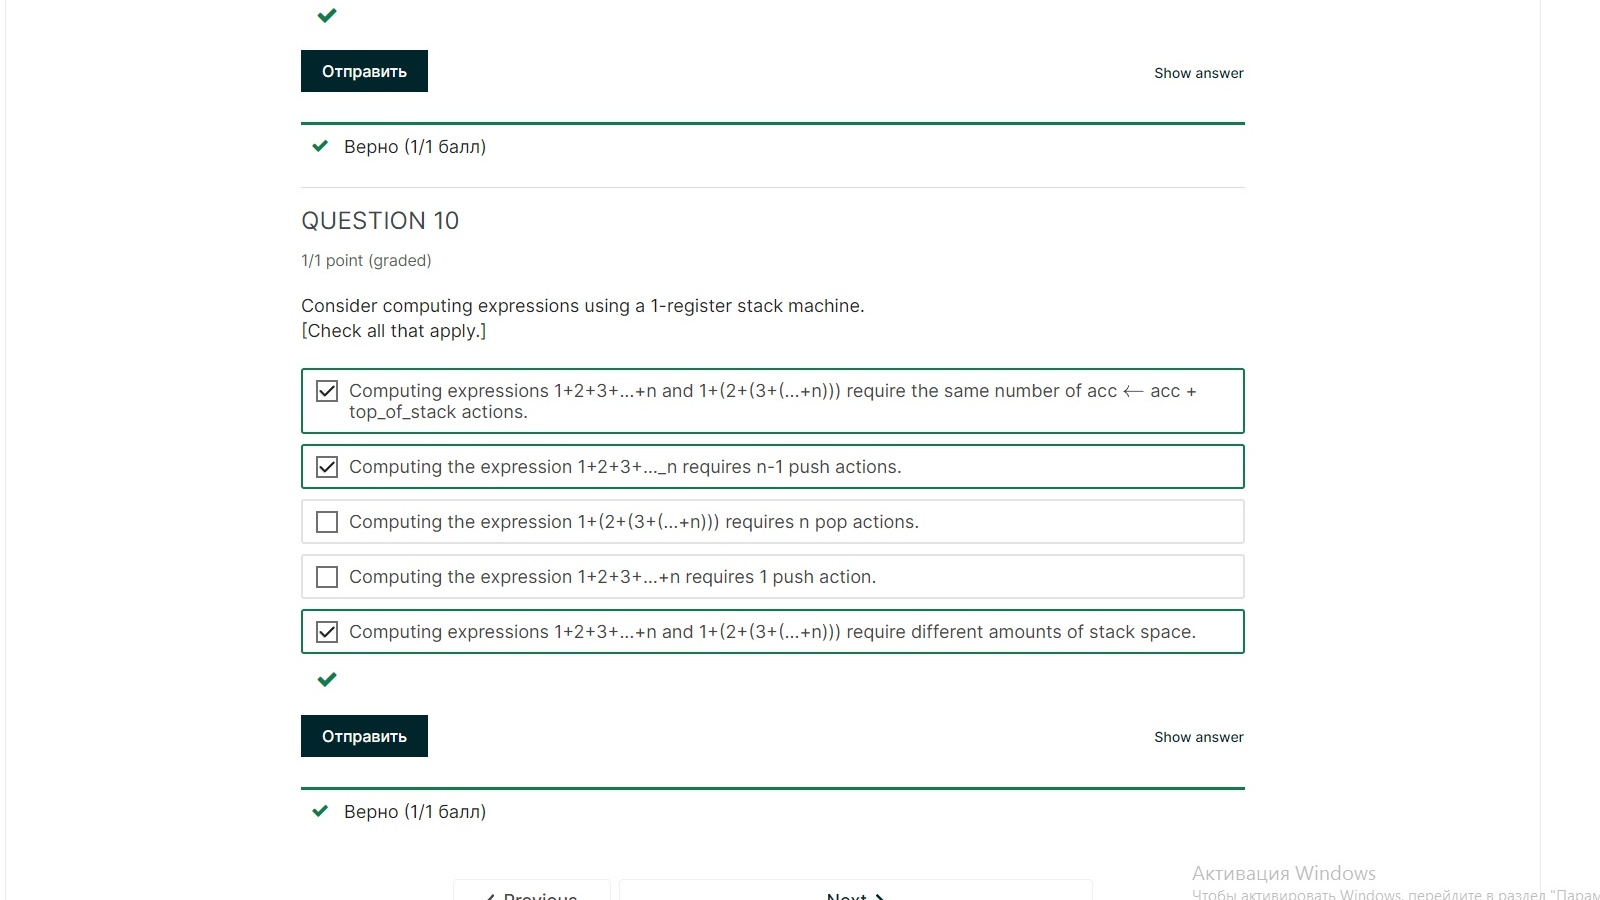 Отправить
Show answer
Верно (1/1 балл)
QUESTION 10
1/1 point (graded)
Consider computing expressions using a 1-register stack machine.
[Check all that apply.]
Computing expressions 1+2+3+...+n and 1+(2+(3+(...+n))) require the same number of acc ⟵ acc +
top_of_stack actions.
Computing the expression 1+2+3+..._n requires n-1 push actions.
Computing the expression 1+(2+(3+(...+n))) requires n pop actions.
Computing the expression 1+2+3+...+n requires 1 push action.
Computing expressions 1+2+3+...+n and 1+(2+(3+(...+n))) require different amounts of stack space.
Отправить
Show answer
Верно (1/1 балл)
Previous
Next
Активация Windows
Чтобы активировать Windows, перейдите в раздел "Парам